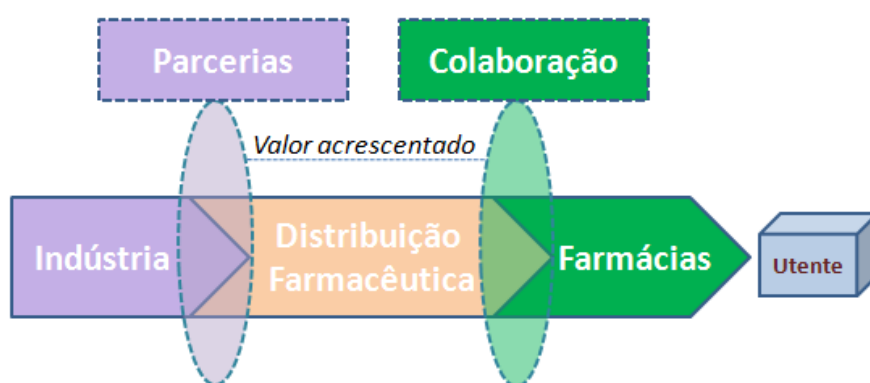 Parcerias
Colaboração
Valor acrescentado
Indústria
Distribuição
Farmacêutica
Farmácias
Utente